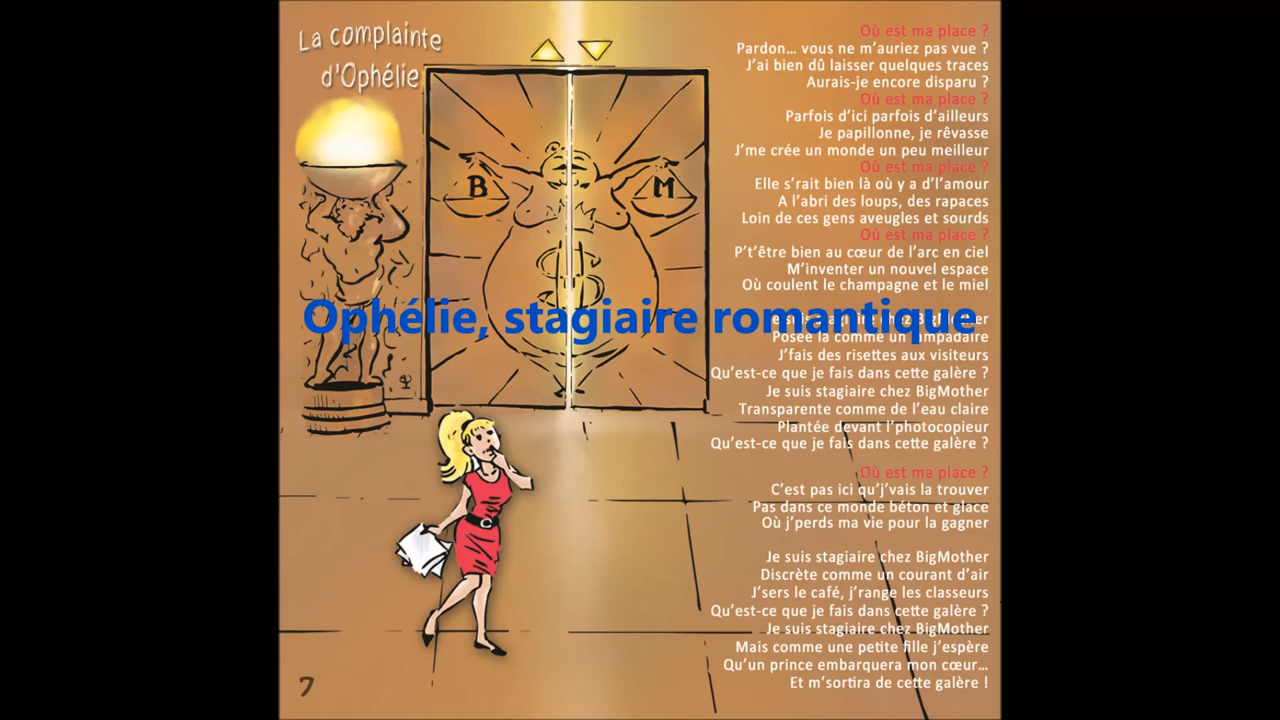 La complainte
d'Ophélie
B
M
$
Où est ma place ?
Pardon… vous ne m'auriez pas vue ?
J'ai bien dû laisser quelques traces
Aurais-je encore disparu ?
Où est ma place ?
Parfois d'ici parfois d'ailleurs
Je papillonne, je rêvasse
J'me crée un monde un peu meilleur
Où est ma place ?
Elle s'rait bien là où y a d'l'amour
A l'abri des loups, des rapaces
Loin de ces gens aveugles et sourds
Où est ma place ?
P't'être bien au cœur de l'arc en ciel
M'inventer un nouvel espace
Où coulent le champagne et le miel
Ophélie, stagiaire romantique
Je suis stagiaire chez BigMother
Posée là comme un lampadaire
J'fais des risettes aux visiteurs
Qu'est-ce que je fais dans cette galère ?
Je suis stagiaire chez BigMother
Transparente comme de l'eau claire
Plantée devant l'photocopieur
Qu'est-ce que je fais dans cette galère ?
Où est ma place ?
C'est pas ici qu'j'vais la trouver
Pas dans ce monde béton et glace
Où j'perds ma vie pour la gagner
Je suis stagiaire chez BigMother
Discrète comme un courant d'air
J'sers le café, j'range les classeurs
Qu'est-ce que je fais dans cette galère ?
Je suis stagiaire chez BigMother
Mais comme une petite fille j'espère
Qu'un prince embarquera mon cœur…
Et m'sortira de cette galère !
7